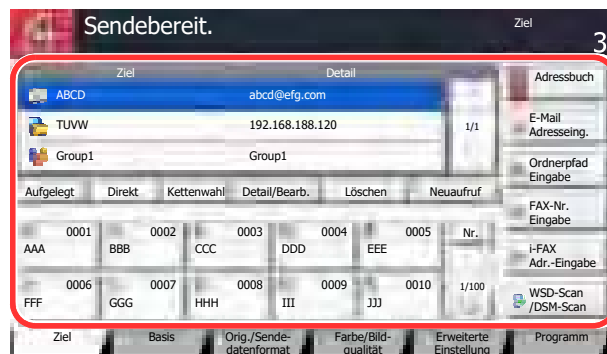 Sendebereit.
Ziel
3
Ziel Detail
ABCD abcd@efg.com
TUVW 192.168.188.120
1/1
Group1 Group1
Adressbuch
E-Mail
Adresseing.
Ordnerpfad
Eingabe
FAX-Nr.
Eingabe
i-FAX
Adr.-Eingabe
WSD-Scan
/DSM-Scan
Aufgelegt Direkt Kettenwahl Detail/Bearb. Löschen Neuaufruf
0001 0002 0003 0004 0005 Nr.
AAA BBB CCC DDD EEE
0006 0007 0008 0009 0010 1/100
FFF GGG HHH III JJJ
Ziel Basis Orig./Sende- Farbe/Bild- Erweiterte Programm
datenformat qualität Einstellung